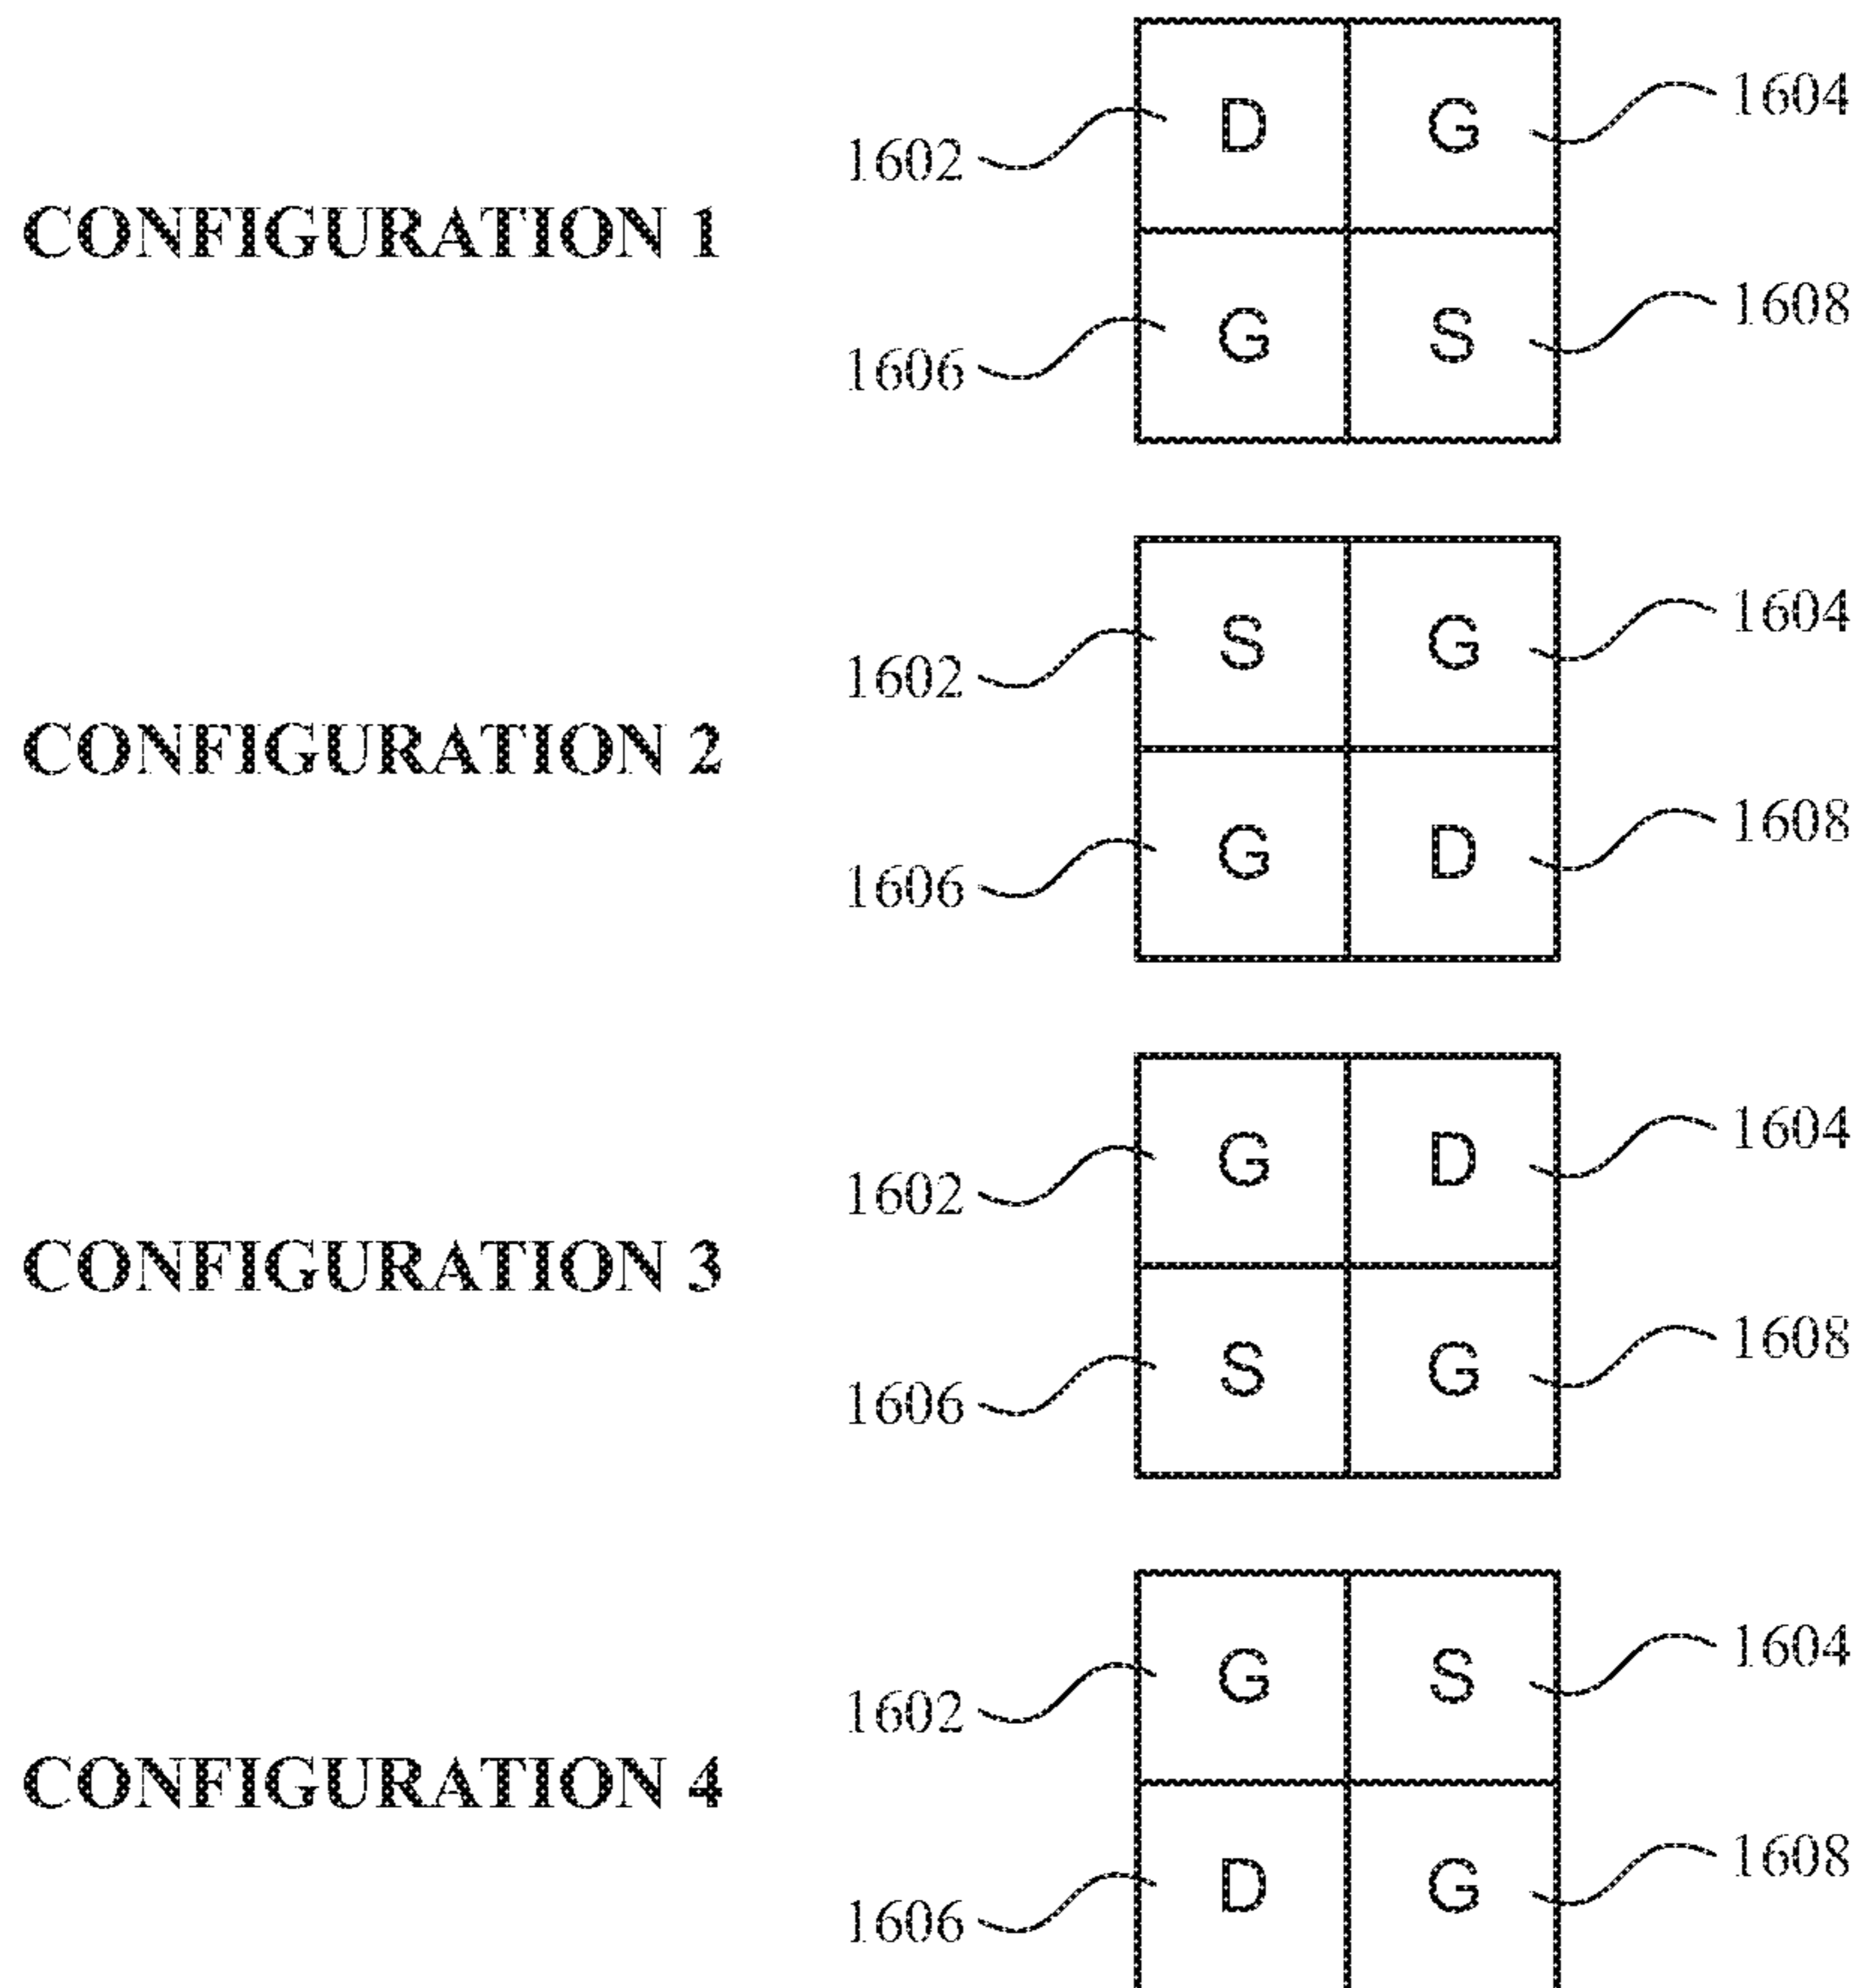 D G
1604
1602
CONFIGURATION 1
1608
G S
1606
S G
1604
1602
CONFIGURATION 2
1608
G D
1606
G D
1604
1602
CONFIGURATION 3
1608
S G
1606
G S
1604
1602
CONFIGURATION 4
1608
D G
1606